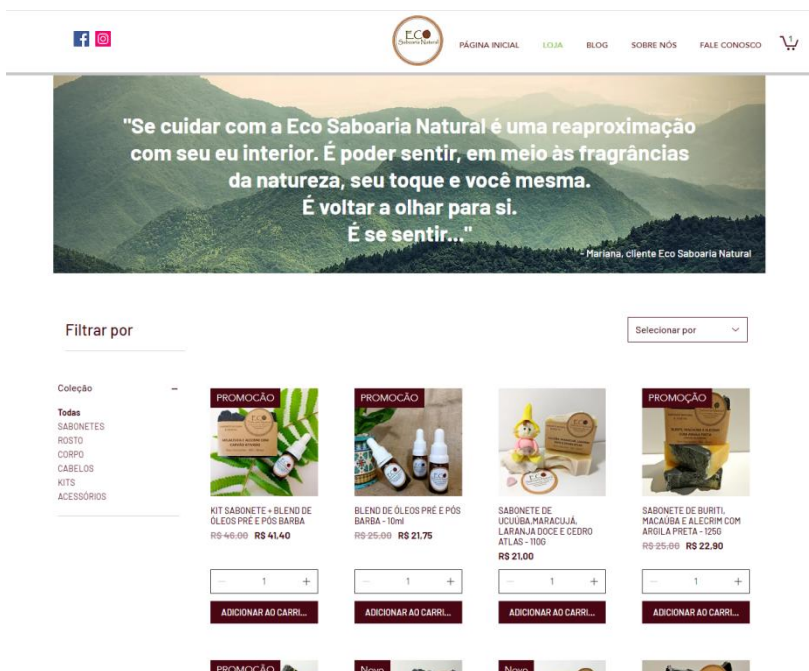 ECO
Saboaria Natural
PÁGINA INICIAL
LOJA
BLOG
SOBRE NÓS
FALE CONOSCO
1
"Se cuidar com a Eco Saboaria Natural é uma reaproximação
com seu eu interior. É poder sentir, em meio às fragrâncias
da natureza, seu toque e você mesma.
É voltar a olhar para si.
É se sentir..."
- Mariana, cliente Eco Saboaria Natural
Filtrar por
Selecionar por
Coleção
Todas
SABONETES
ROSTO
CORPO
CABELOS
KITS
ACESSÓRIOS
PROMOCÃO
KIT SABONETE + BLEND DE
ÓLEOS PRÉ E PÓS BARBA
R$ 46,00 R$ 41,40
1
ADICIONAR AO CARRI...
PROMOCÃO
BLEND DE ÓLEOS PRÉ E PÓS
BARBA - 10ml
R$ 25,00 R$ 21,75
1
ADICIONAR AO CARRI...
SABONETE DE
UCUÚBA,MARACUJÁ,
LARANJA DOCE E CEDRO
ATLAS - 110G
R$ 21,00
1
ADICIONAR AO CARRI...
PROMOÇÃO
SABONETE DE BURITI,
MACAÚBA E ALECRIM COM
ARGILA PRETA - 125G
R$ 25,00 R$ 22,90
1
ADICIONAR AO CARRI...
PROMOCÃO
Novo
Novo